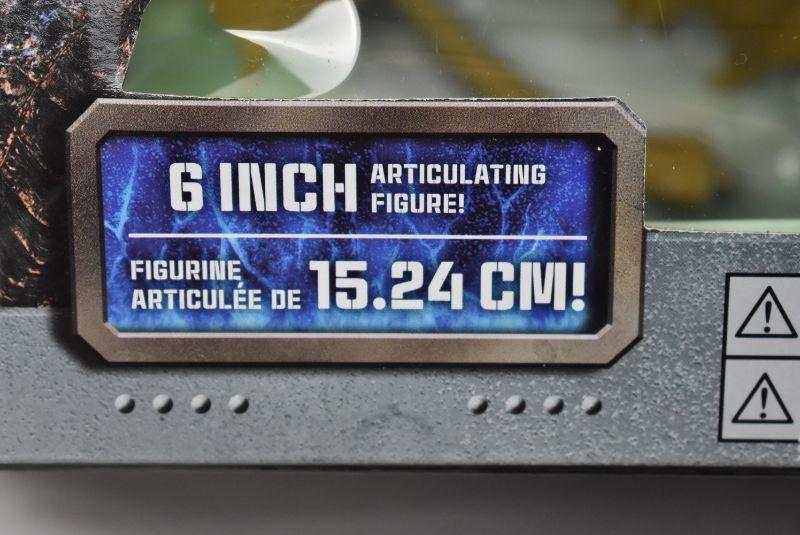 6 INCH ARTICULATING
FIGURE!
FIGURINE
ARTICULÉE DE 15.24 CM!